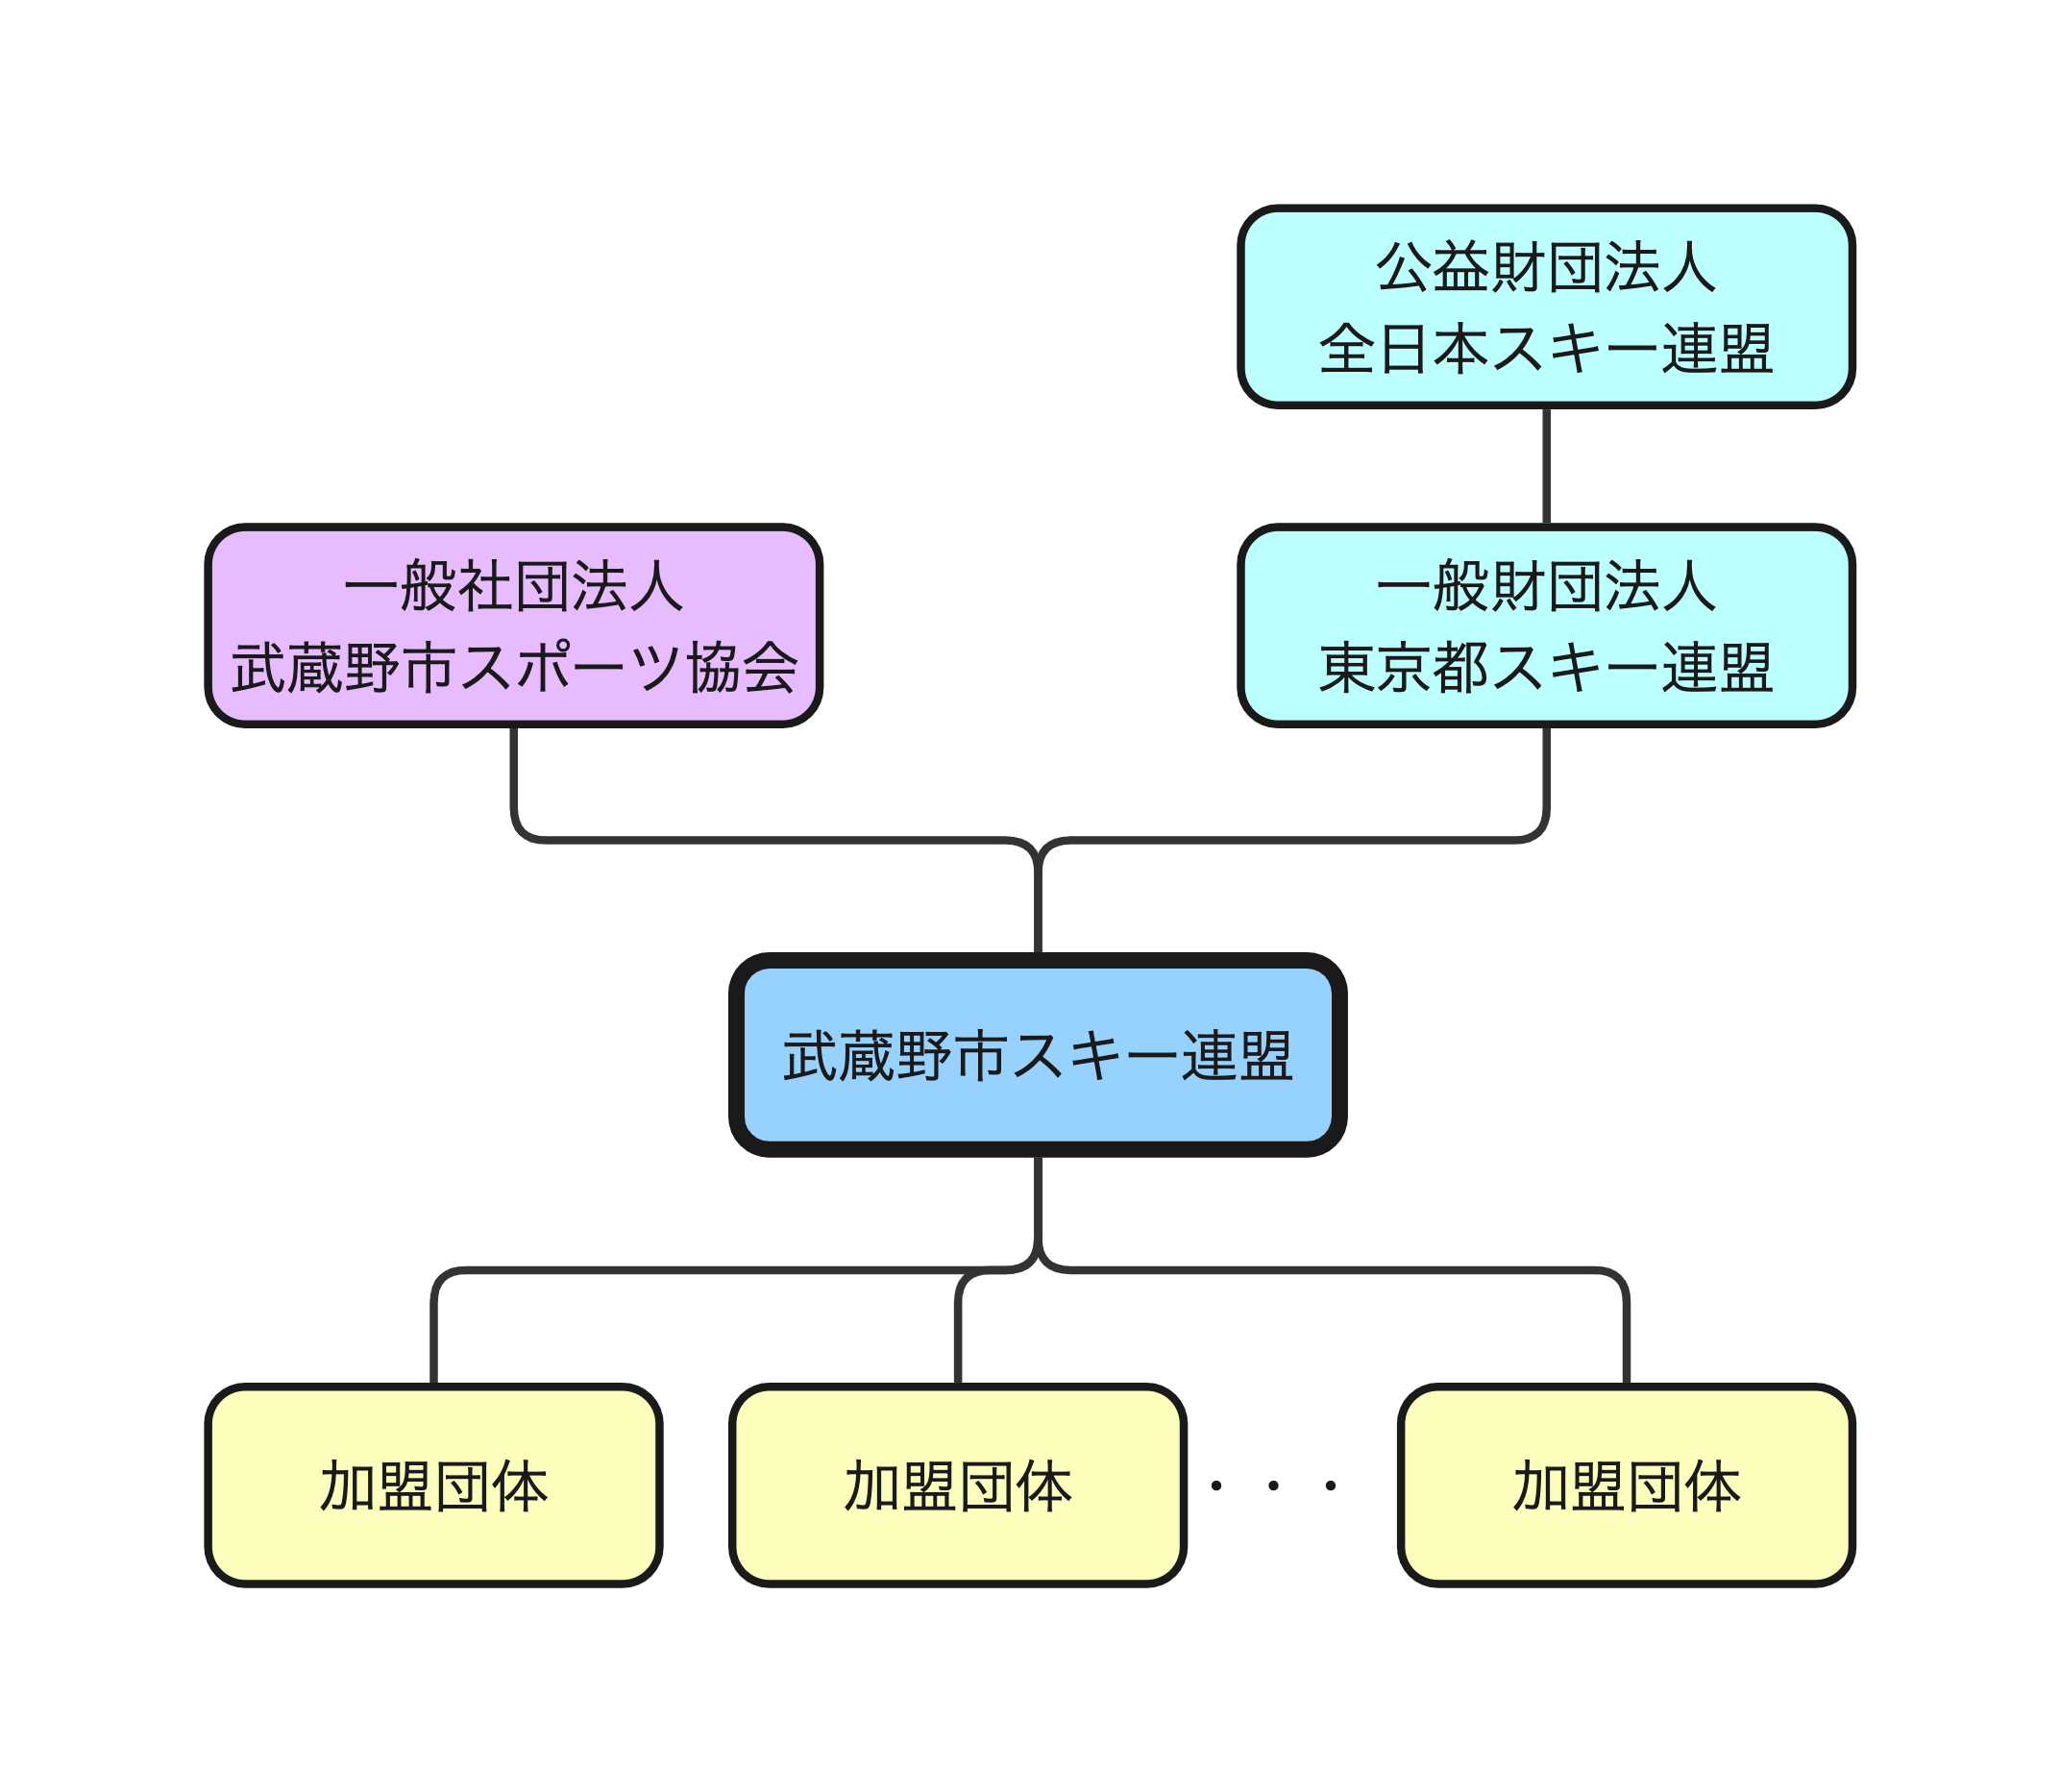 公益財団法人
全日本スキー連盟
一般社団法人
武蔵野市スポーツ協会
一般財団法人
東京都スキー連盟
武蔵野市スキー連盟
加盟団体
加盟団体
・・・
加盟団体